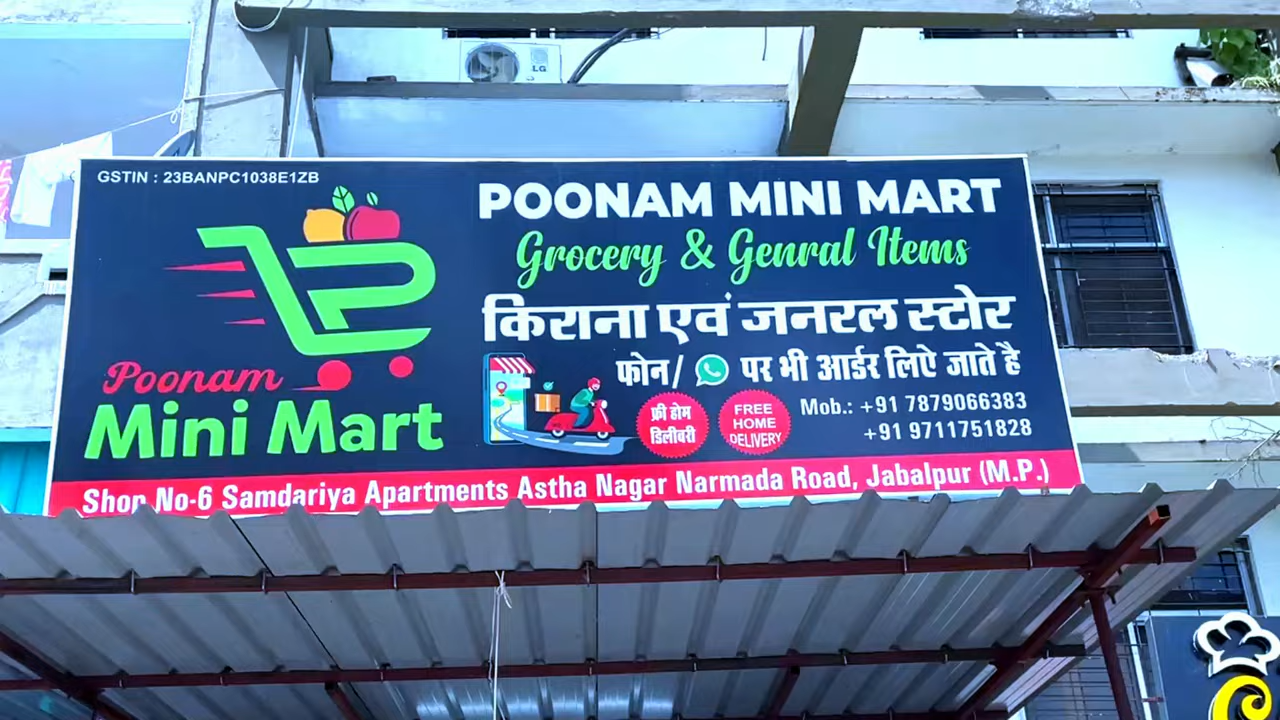 LG
GSTIN : 23BANPC1038E1ZB
POONAM MINI MART
Grocery & Genral Items
किराना एवं जनरल स्टोर
फोन/ पर भी आर्डर लिऐ जाते है
Poonam
Mini Mart
फ्री होम
डिलीवरी
FREE
HOME
DELIVERY
Mob.: +91 7879066383
+91 9711751828
Shop No-6 Samdariya Apartments Astha Nagar Narmada Road, Jabalpur (M.P.)